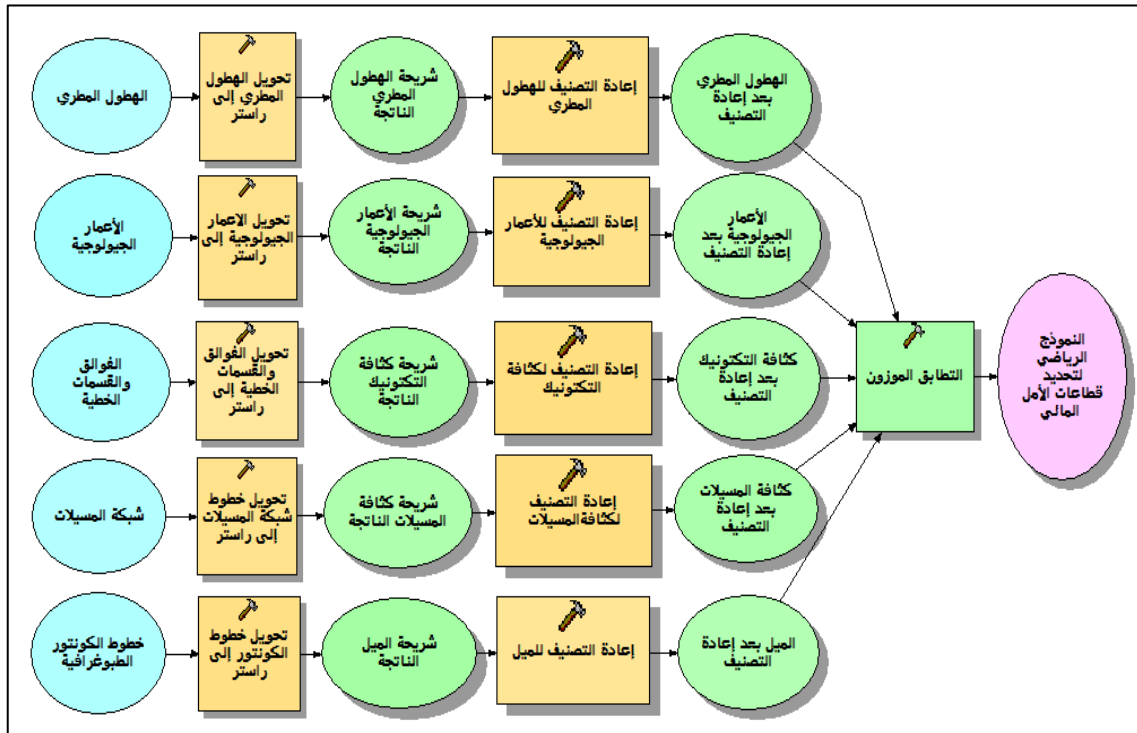 الهطول المطري
تحويل الهطول
المطري إلى
راستر
شريحة الهطول
المطري
الناتجة
إعادة التصنيف للهطول
المطري
الهطول المطري
بعد إعادة
التصنيف
الأعمار
الجيولوجية
تحويل الاعمار
الجيولوجية إلى
راستر
شريحة الأعمار
الجيولوجية
الناتجة
إعادة التصنيف للأعمار
الجيولوجية
الأعمار
الجيولوجية بعد
إعادة التصنيف
الفوالق
والقسمات
الخطية
تحويل الفوالق
والقسمات
الخطية إلى
راستر
شريحة كثافة
التكتونيك
الناتجة
إعادة التصنيف لكثافة
التكتونيك
كثافة التكتونيك
بعد إعادة
التصنيف
التطابق الموزون
النموذج
الرياضي
لتحديد
قطاعات الأمل
المائي
شبكة المسيلات
تحويل خطوط
شبكة المسيلات
إلى راستر
شريحة كثافة
المسيلات الناتجة
إعادة التصنيف
لكثافةالمسيلات
كثافة المسيلات
بعد إعادة
التصنيف
خطوط الكونتور
الطبوغرافية
تحويل خطوط
الكونتور إلى
راستر
شريحة الميل
الناتجة
إعادة التصنيف للميل
الميل بعد إعادة
التصنيف